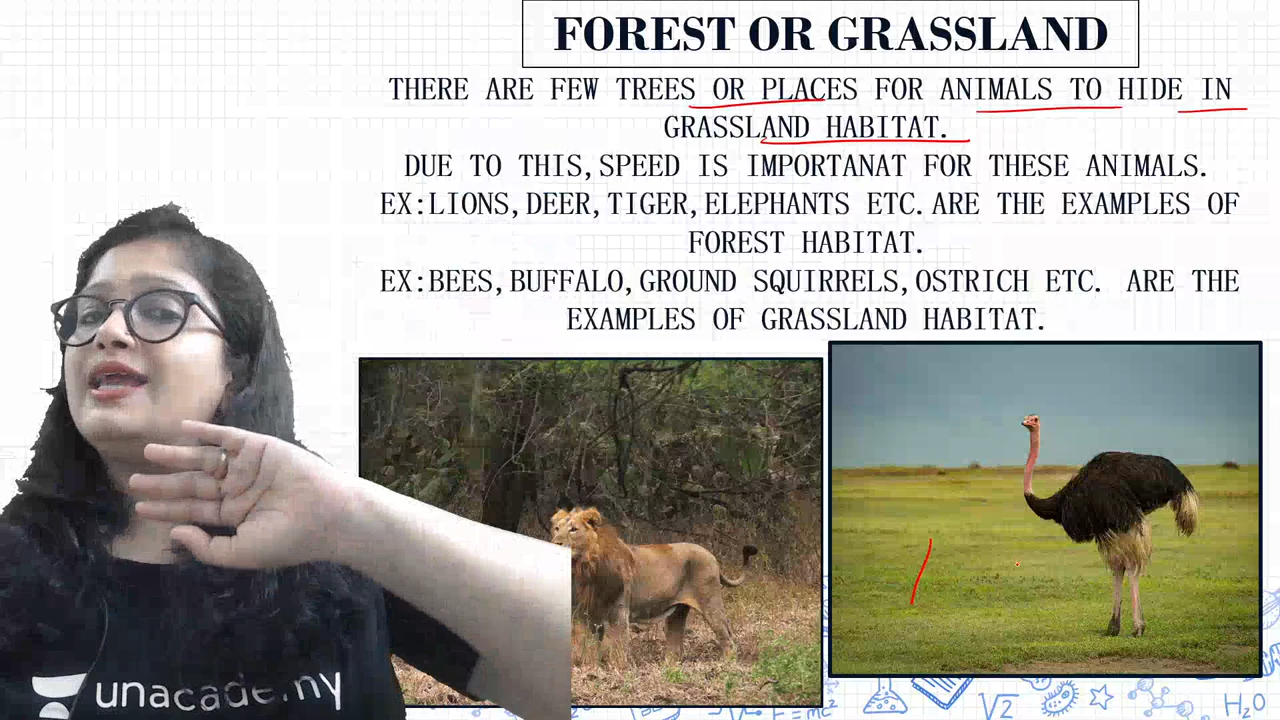 FOREST OR GRASSLAND
THERE ARE FEW TREES OR PLACES FOR ANIMALS TO HIDE IN
GRASSLAND HABITAT.
DUE TO THIS,SPEED IS IMPORTANAT FOR THESE ANIMALS.
EX:LIONS,DEER,TIGER,ELEPHANTS ETC.ARE THE EXAMPLES OF
FOREST HABITAT.
EX:BEES,BUFFALO,GROUND SQUIRRELS,OSTRICH ETC. ARE THE
EXAMPLES OF GRASSLAND HABITAT.
unacademy
√2
H₂O